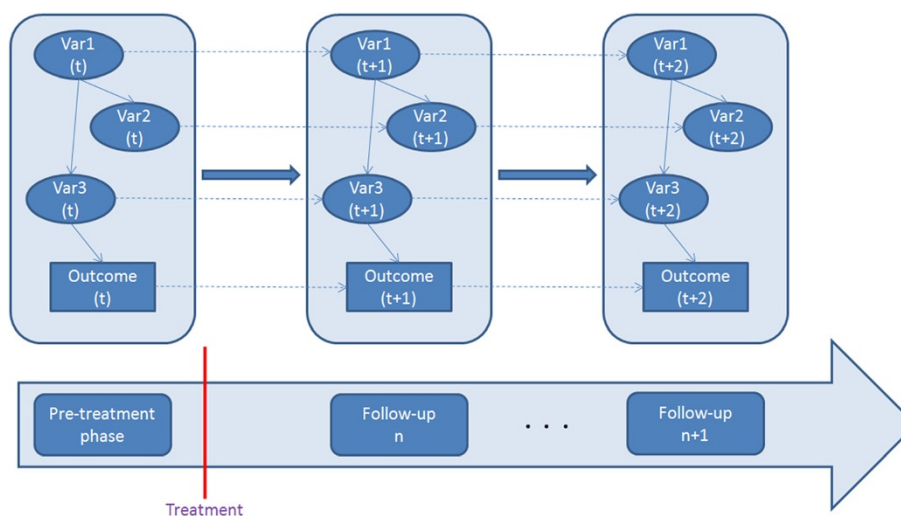 Var1
(t)
Var2
(t)
Var3
(t)
Outcome
(t)
Var1
(t+1)
Var2
(t+1)
Var3
(t+1)
Outcome
(t+1)
Var1
(t+2)
Var2
(t+2)
Var3
(t+2)
Outcome
(t+2)
Pre-treatment
phase
Follow-up
n
. . .
Follow-up
n+1
Treatment